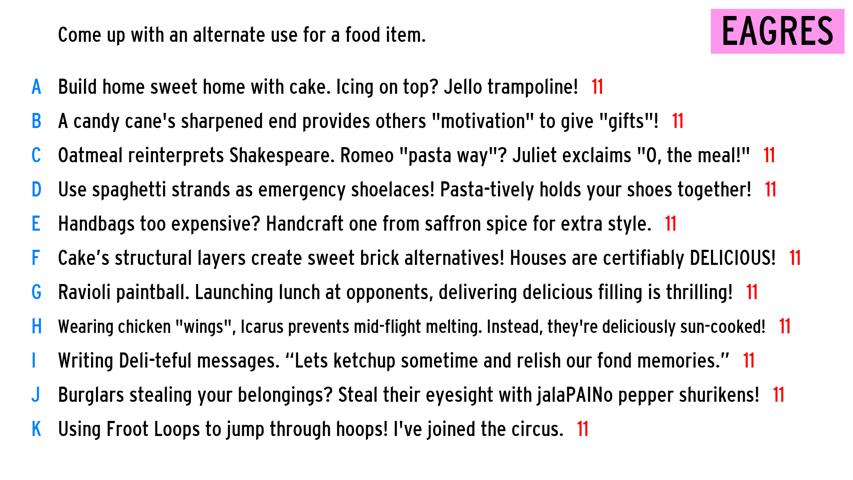 Come up with an alternate use for a food item.
EAGRES
A Build home sweet home with cake. Icing on top? Jello trampoline! 11
B A candy cane's sharpened end provides others "motivation" to give "gifts"! 11
C Oatmeal reinterprets Shakespeare. Romeo "pasta way"? Juliet exclaims "O, the meal!" 11
D Use spaghetti strands as emergency shoelaces! Pasta-tively holds your shoes together! 11
E Handbags too expensive? Handcraft one from saffron spice for extra style. 11
F Cake’s structural layers create sweet brick alternatives! Houses are certifiably DELICIOUS! 11
G Ravioli paintball. Launching lunch at opponents, delivering delicious filling is thrilling! 11
H Wearing chicken "wings", Icarus prevents mid-flight melting. Instead, they're deliciously sun-cooked! 11
I Writing Deli-teful messages. “Lets ketchup sometime and relish our fond memories.” 11
J Burglars stealing your belongings? Steal their eyesight with jalaPAINo pepper shurikens! 11
K Using Froot Loops to jump through hoops! I've joined the circus. 11